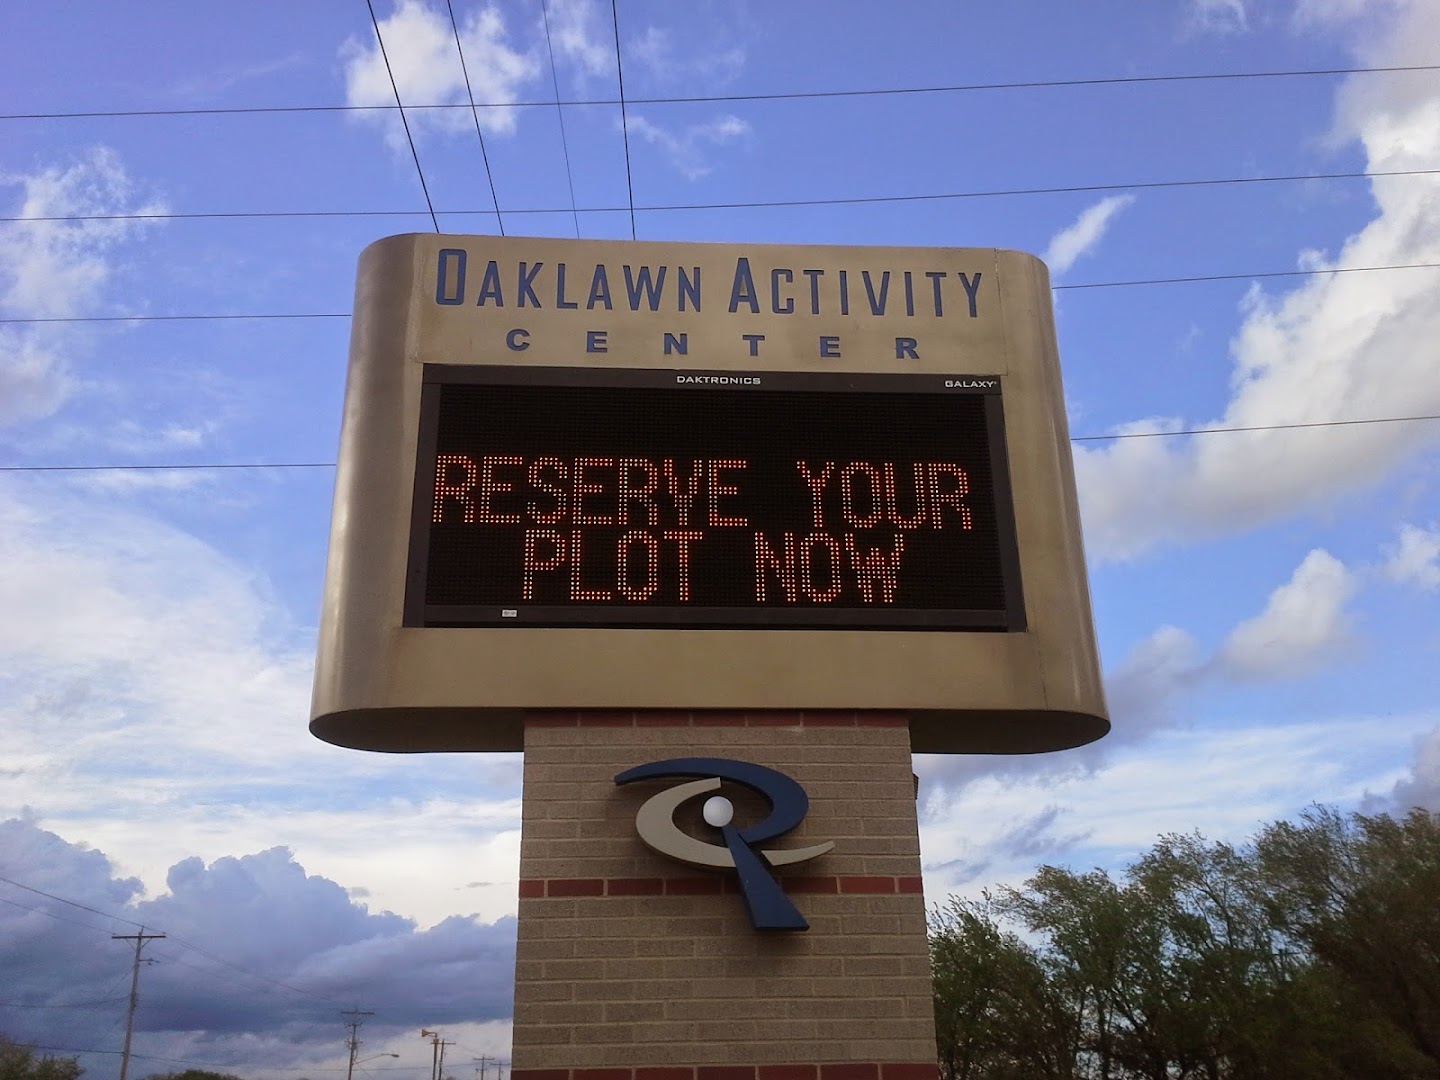 OAKLAWN ACTIVITY
CENTER
DAKTRONICS GALAXY®
RESERVE YOUR
PLOT NOW